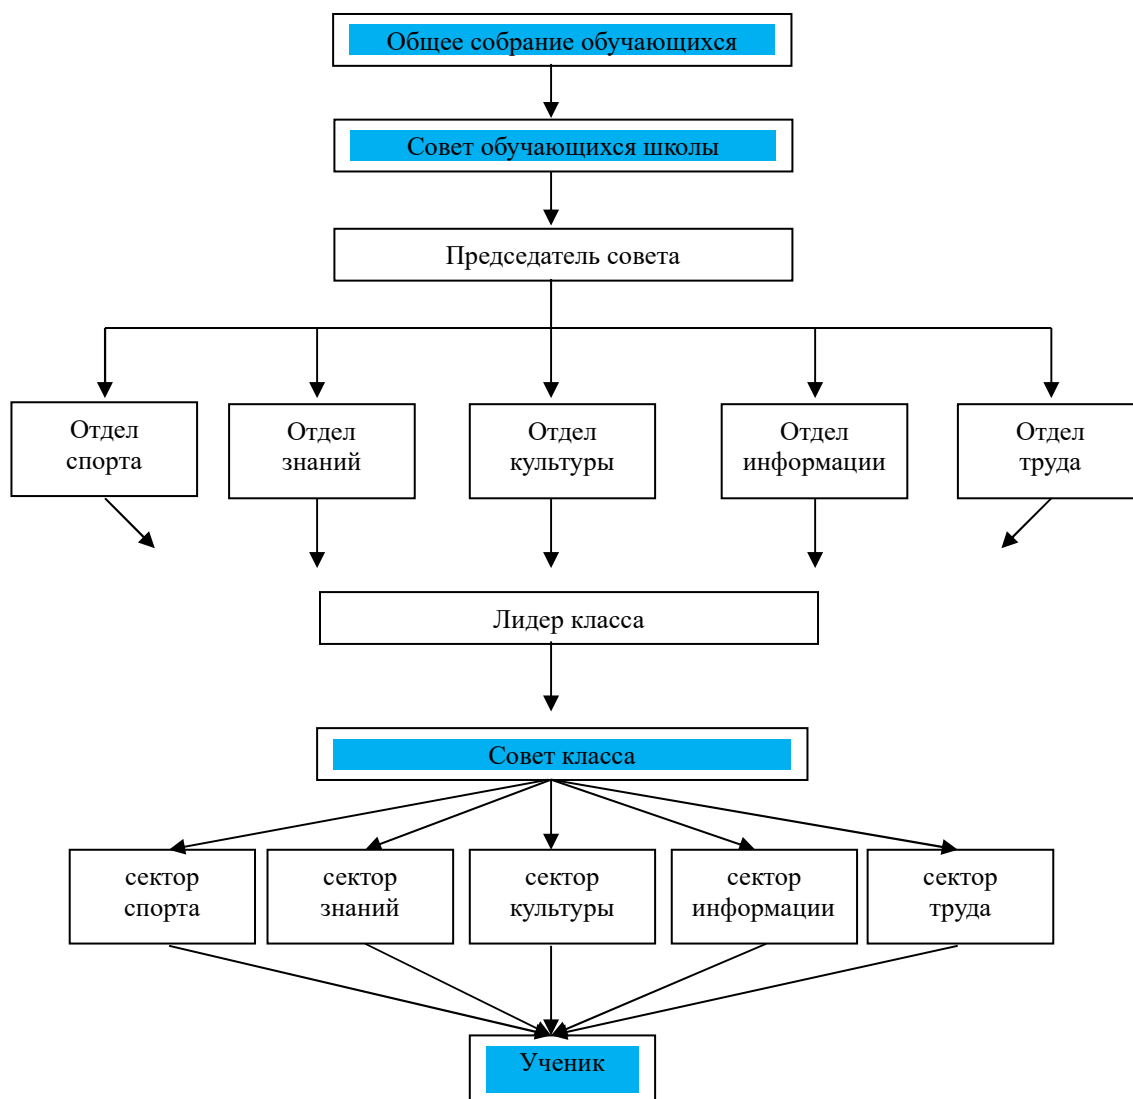 Общее собрание обучающихся
Совет обучающихся школы
Председатель совета
Отдел
спорта
Отдел
знаний
Отдел
культуры
Отдел
информации
Отдел
труда
Лидер класса
Совет класса
сектор
спорта
сектор
знаний
сектор
культуры
сектор
информации
сектор
труда
Ученик